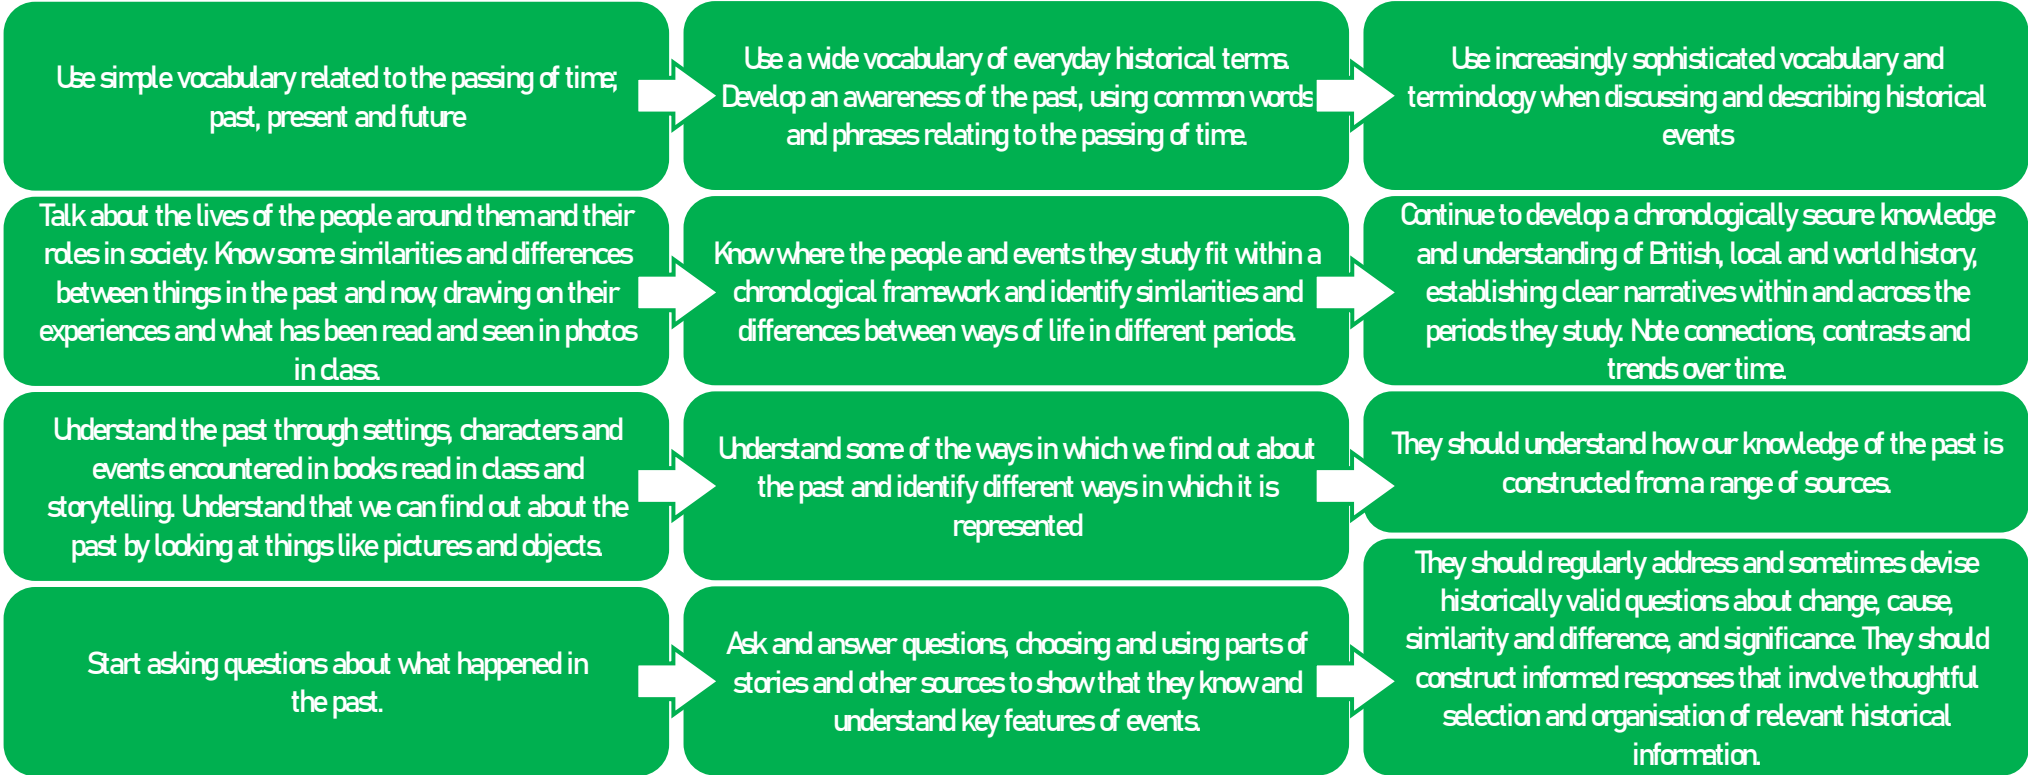 Use simple vocabulary related to the passing of time;
past, present and future
Use a wide vocabulary of everyday historical terms.
Develop an awareness of the past, using common words
and phrases relating to the passing of time.
Use increasingly sophisticated vocabulary and
terminology when discussing and describing historical
events
Talk about the lives of the people around them and their
roles in society. Know some similarities and differences
between things in the past and now, drawing on their
experiences and what has been read and seen in photos
in class.
Know where the people and events they study fit within a
chronological framework and identify similarities and
differences between ways of life in different periods.
Continue to develop a chronologically secure knowledge
and understanding of British, local and world history,
establishing clear narratives within and across the
periods they study. Note connections, contrasts and
trends over time.
Understand the past through settings, characters and
events encountered in books read in class and
storytelling. Understand that we can find out about the
past by looking at things like pictures and objects.
Understand some of the ways in which we find out about
the past and identify different ways in which it is
represented
They should understand how our knowledge of the past is
constructed from a range of sources.
Start asking questions about what happened in
the past.
Ask and answer questions, choosing and using parts of
stories and other sources to show that they know and
understand key features of events.
They should regularly address and sometimes devise
historically valid questions about change, cause,
similarity and difference, and significance. They should
construct informed responses that involve thoughtful
selection and organisation of relevant historical
information.